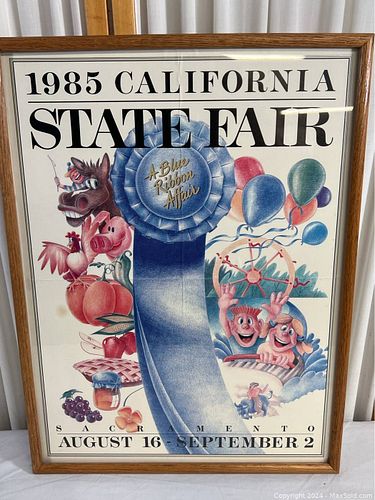 1985 CALIFORNIA
STATE FAIR
A Blue
Ribbon
Affair
SACRAMENTO
AUGUST 16 - SEPTEMBER 2
Copyright 2024 - MaxSold.com